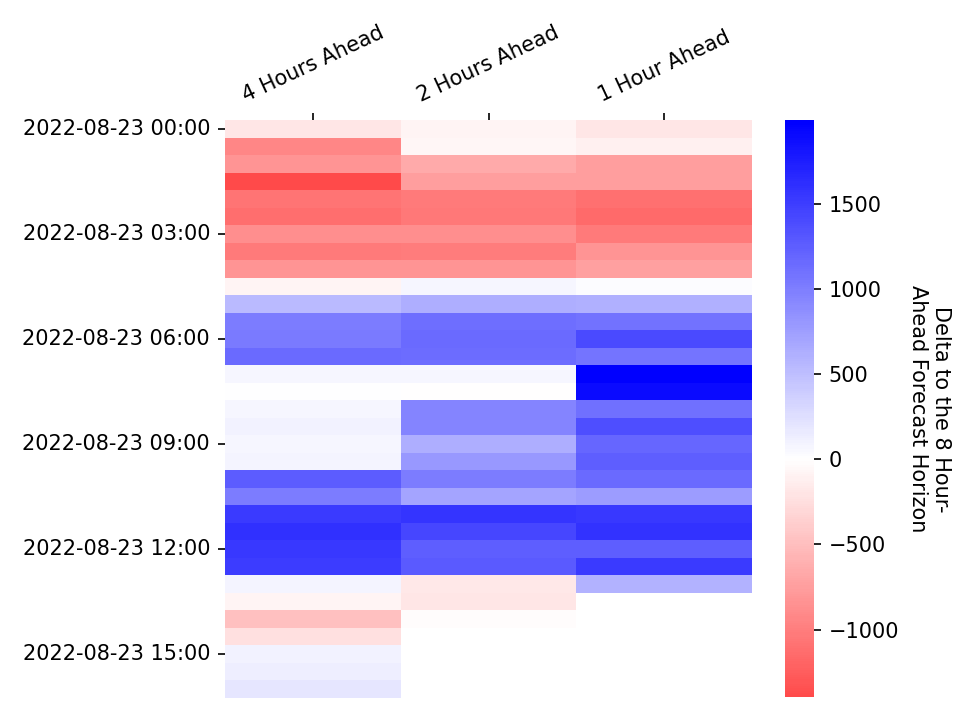 4 Hours Ahead
2 Hours Ahead
1 Hour Ahead
2022-08-23 00:00
2022-08-23 03:00
2022-08-23 06:00
2022-08-23 09:00
2022-08-23 12:00
2022-08-23 15:00
1500
1000
500
0
−500
−1000
Delta to the 8 Hour-
Ahead Forecast Horizon